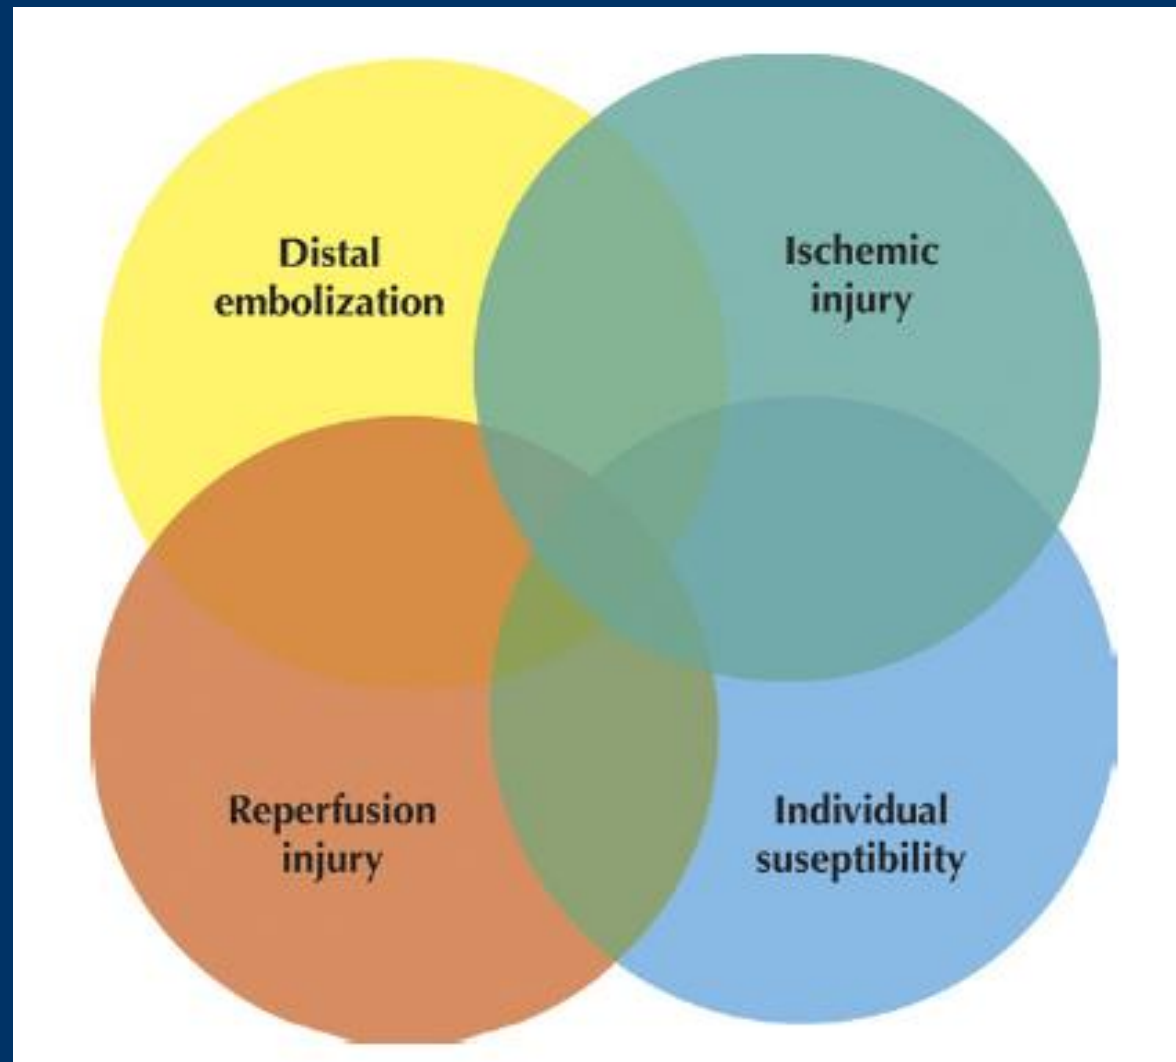 Distal
embolization
Ischemic
injury
Reperfusion
injury
Individual
suseptibility